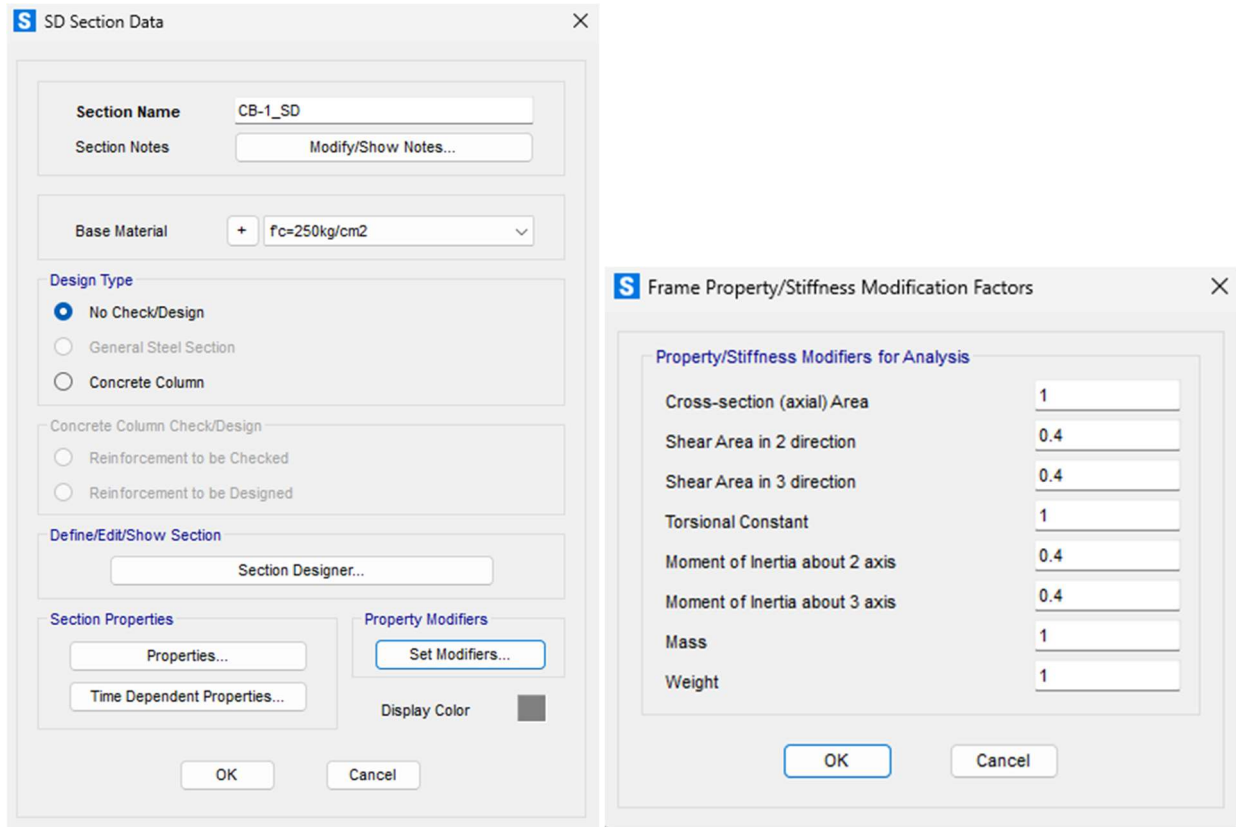 S SD Section Data
Section Name CB-1_SD
Section Notes Modify/Show Notes...
Base Material + f'c=250kg/cm2
Design Type
No Check/Design
General Steel Section
Concrete Column
Concrete Column Check/Design
Reinforcement to be Checked
Reinforcement to be Designed
Define/Edit/Show Section
Section Designer...
Section Properties
Properties...
Time Dependent Properties...
Property Modifiers
Set Modifiers...
Display Color
OK Cancel
S Frame Property/Stiffness Modification Factors
Property/Stiffness Modifiers for Analysis
Cross-section (axial) Area 1
Shear Area in 2 direction 0.4
Shear Area in 3 direction 0.4
Torsional Constant 1
Moment of Inertia about 2 axis 0.4
Moment of Inertia about 3 axis 0.4
Mass 1
Weight 1
OK Cancel